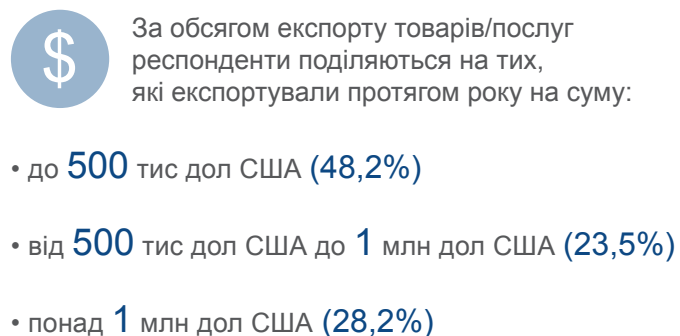 $
За обсягом експорту товарів/послуг
респонденти поділяються на тих,
які експортували протягом року на суму:
• до 500 тис дол США (48,2%)
• від 500 тис дол США до 1 млн дол США (23,5%)
• понад 1 млн дол США (28,2%)